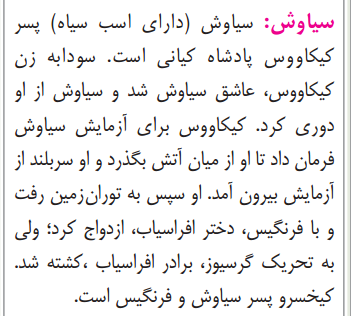 سیاوش: سیاوش (دارای اسب سیاه) پسر
کیکاووس پادشاه کیانی است. سودابه زن
کیکاووس، عاشق سیاوش شد و سیاوش از او
دوری کرد. کیکاووس برای آزمایش سیاوش
فرمان داد تا او از میان آتش بگذرد و او سربلند از
آزمایش بیرون آمد. او سپس به توران‌زمین رفت
و با فرنگیس، دختر افراسیاب، ازدواج کرد؛ ولی
به تحریک گرسیوز، برادر افراسیاب ،کشته شد.
کیخسرو پسر سیاوش و فرنگیس است.